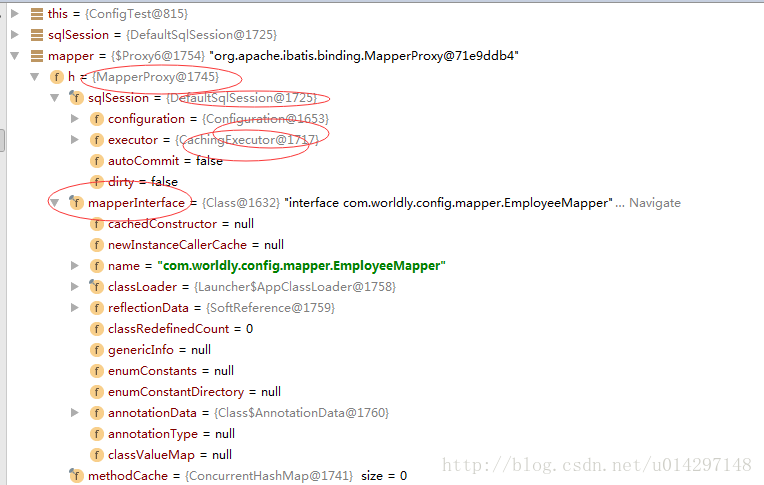 this = {ConfigTest@815}
sqlSession = {DefaultSqlSession@1725}
mapper = {$Proxy6@1754} "org.apache.ibatis.binding.MapperProxy@71e9ddb4"
f h = {MapperProxy@1745}
f sqlSession = {DefaultSqlSession@1725}
f configuration = {Configuration@1653}
f executor = {CachingExecutor@1717}
f autoCommit = false
f dirty = false
f mapperInterface = {Class@1632} "interface com.worldly.config.mapper.EmployeeMapper"... Navigate
f cachedConstructor = null
f newInstanceCallerCache = null
f name = "com.worldly.config.mapper.EmployeeMapper"
f classLoader = {Launcher$AppClassLoader@1758}
f reflectionData = {SoftReference@1759}
f classRedefinedCount = 0
f genericInfo = null
f enumConstants = null
f enumConstantDirectory = null
f annotationData = {Class$AnnotationData@1760}
f annotationType = null
f classValueMap = null
f methodCache = {ConcurrentHashMap@1741} size = 0
http://blog.csdn.net/u014297148